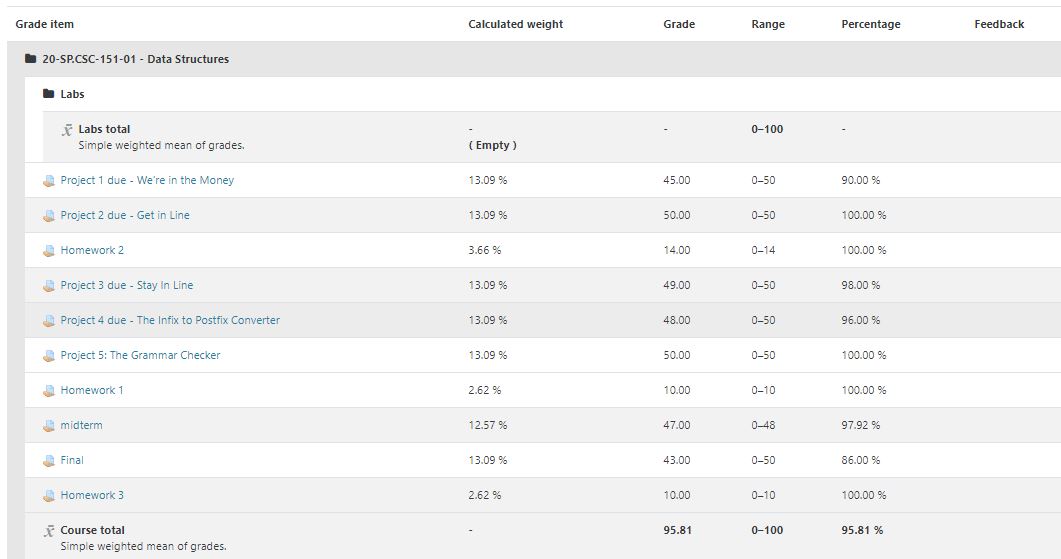 Grade item Calculated weight Grade Range Percentage Feedback
20-SP.CSC-151-01 - Data Structures
Labs
x̄ Labs total - - 0–100 -
Simple weighted mean of grades. ( Empty )
Project 1 due - We're in the Money 13.09 % 45.00 0–50 90.00 %
Project 2 due - Get in Line 13.09 % 50.00 0–50 100.00 %
Homework 2 3.66 % 14.00 0–14 100.00 %
Project 3 due - Stay In Line 13.09 % 49.00 0–50 98.00 %
Project 4 due - The Infix to Postfix Converter 13.09 % 48.00 0–50 96.00 %
Project 5: The Grammar Checker 13.09 % 50.00 0–50 100.00 %
Homework 1 2.62 % 10.00 0–10 100.00 %
midterm 12.57 % 47.00 0–48 97.92 %
Final 13.09 % 43.00 0–50 86.00 %
Homework 3 2.62 % 10.00 0–10 100.00 %
x̄ Course total - 95.81 0–100 95.81 %
Simple weighted mean of grades.